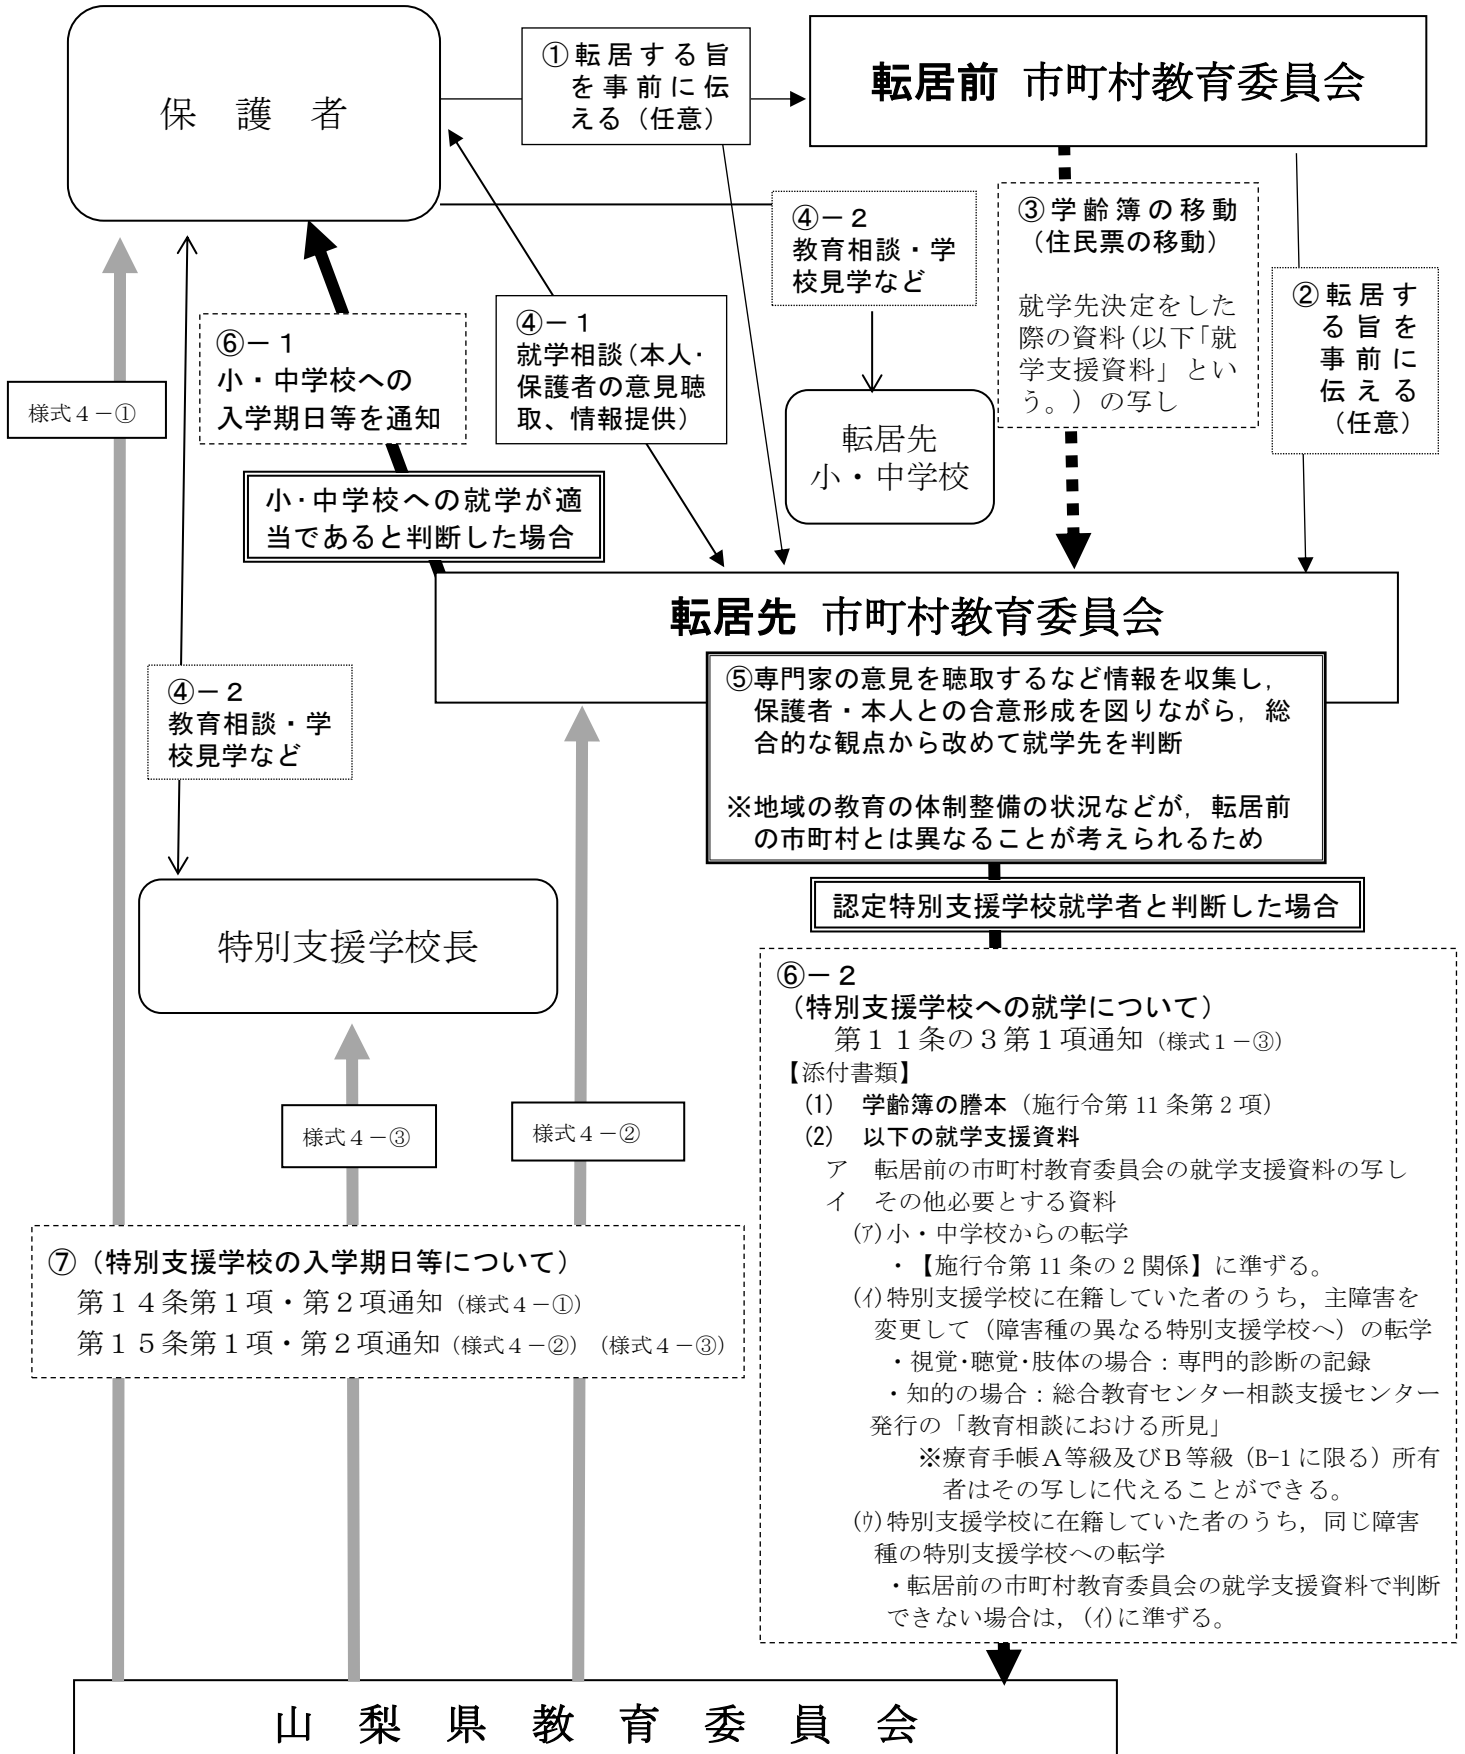 保　護　者
①転居する旨
を事前に伝
える（任意）
転居前 市町村教育委員会
④－２
教育相談・学
校見学など
③学齢簿の移動
（住民票の移動）
就学先決定をした
際の資料（以下「就
学支援資料」とい
う。）の写し
②転居す
る旨を
事前に
伝える
（任意）
④－１
就学相談（本人・
保護者の意見聴
取、情報提供）
⑥－１
小・中学校への
入学期日等を通知
様式４－①
転居先
小・中学校
小・中学校への就学が適
当であると判断した場合
転居先 市町村教育委員会
⑤専門家の意見を聴取するなど情報を収集し，
保護者・本人との合意形成を図りながら，総
合的な観点から改めて就学先を判断
※地域の教育の体制整備の状況などが，転居前
の市町村とは異なることが考えられるため
④－２
教育相談・学
校見学など
認定特別支援学校就学者と判断した場合
特別支援学校長
⑥－２
（特別支援学校への就学について）
第１１条の３第１項通知（様式１－③）
【添付書類】
(1)　学齢簿の謄本（施行令第 11 条第２項）
(2)　以下の就学支援資料
ア　転居前の市町村教育委員会の就学支援資料の写し
イ　その他必要とする資料
(ｱ)小・中学校からの転学
・【施行令第 11 条の２関係】に準ずる。
(ｲ)特別支援学校に在籍していた者のうち，主障害を
変更して（障害種の異なる特別支援学校へ）の転学
・視覚・聴覚・肢体の場合：専門的診断の記録
・知的の場合：総合教育センター相談支援センター
発行の「教育相談における所見」
※療育手帳Ａ等級及びＢ等級（B-1 に限る）所有
者はその写しに代えることができる。
(ｳ)特別支援学校に在籍していた者のうち，同じ障害
種の特別支援学校への転学
・転居前の市町村教育委員会の就学支援資料で判断
できない場合は，(ｲ)に準ずる。
様式４－③
様式４－②
⑦（特別支援学校の入学期日等について）
第１４条第１項・第２項通知（様式４－①）
第１５条第１項・第２項通知（様式４－②）（様式４－③）
山　梨　県　教　育　委　員　会